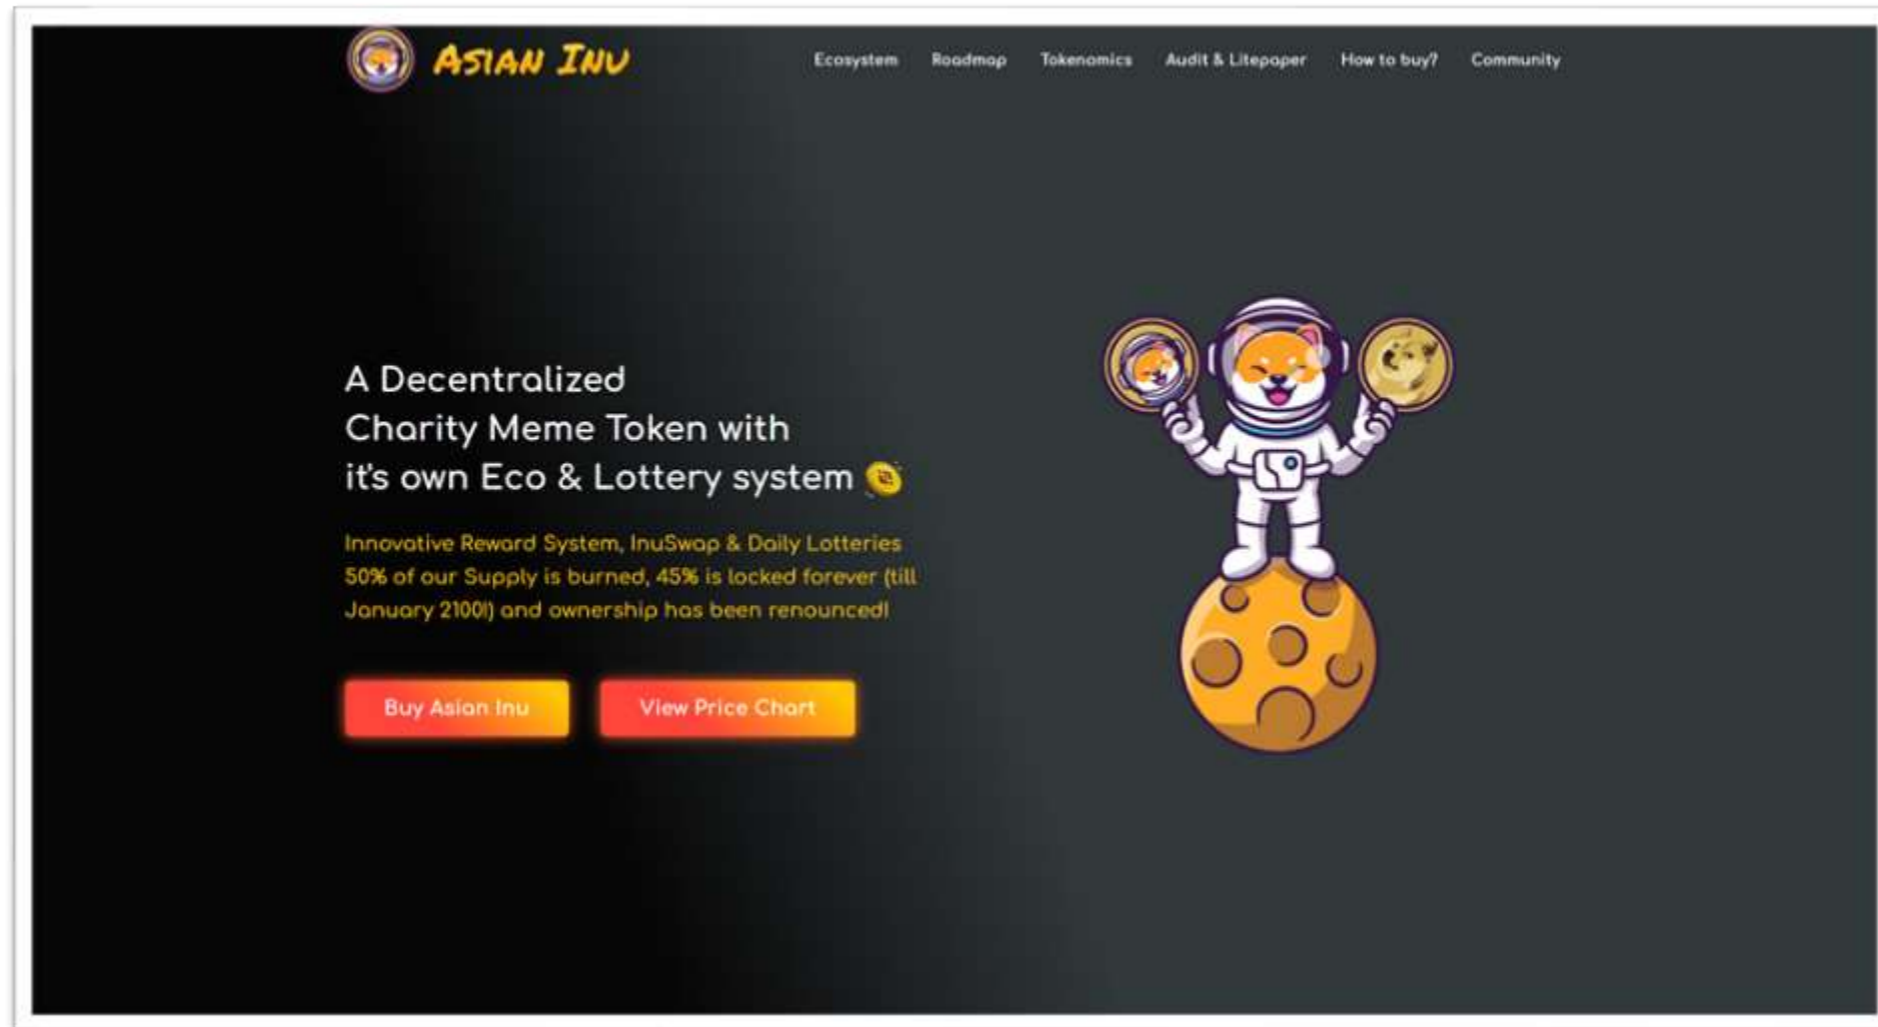 ASIAN INU
Ecosystem Roadmap Tokenomics Audit & Litepaper How to buy? Community
A Decentralized
Charity Meme Token with
it's own Eco & Lottery system
Innovative Reward System, InuSwap & Daily Lotteries
50% of our Supply is burned, 45% is locked forever (till
January 2100!) and ownership has been renounced!
Buy Asian Inu View Price Chart